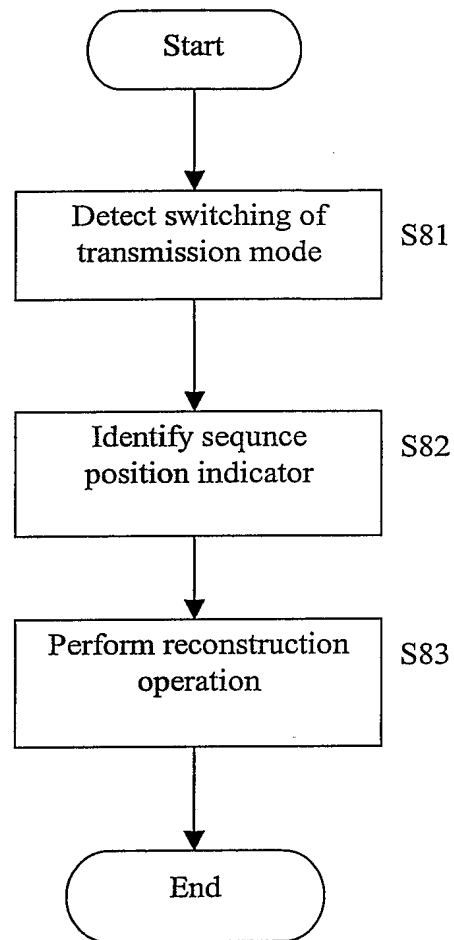 Start
Detect switching of
transmission mode
S81
Identify sequnce
position indicator
S82
Perform reconstruction
operation
S83
End